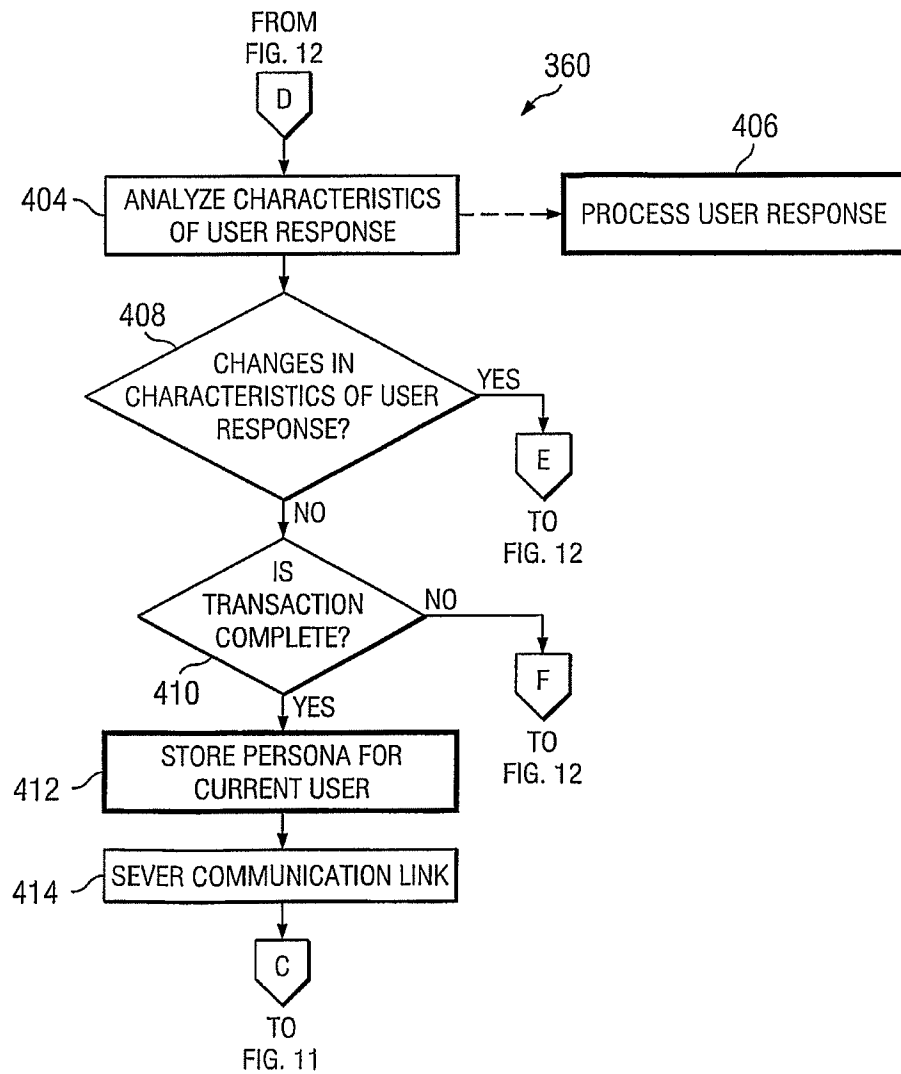 FROM
FIG. 12
D
360
406
404
ANALYZE CHARACTERISTICS
OF USER RESPONSE
PROCESS USER RESPONSE
408
CHANGES IN
CHARACTERISTICS OF USER
RESPONSE?
YES
E
TO
FIG. 12
NO
IS
TRANSACTION
COMPLETE?
NO
410
F
TO
FIG. 12
YES
412
STORE PERSONA FOR
CURRENT USER
414
SEVER COMMUNICATION LINK
C
TO
FIG. 11